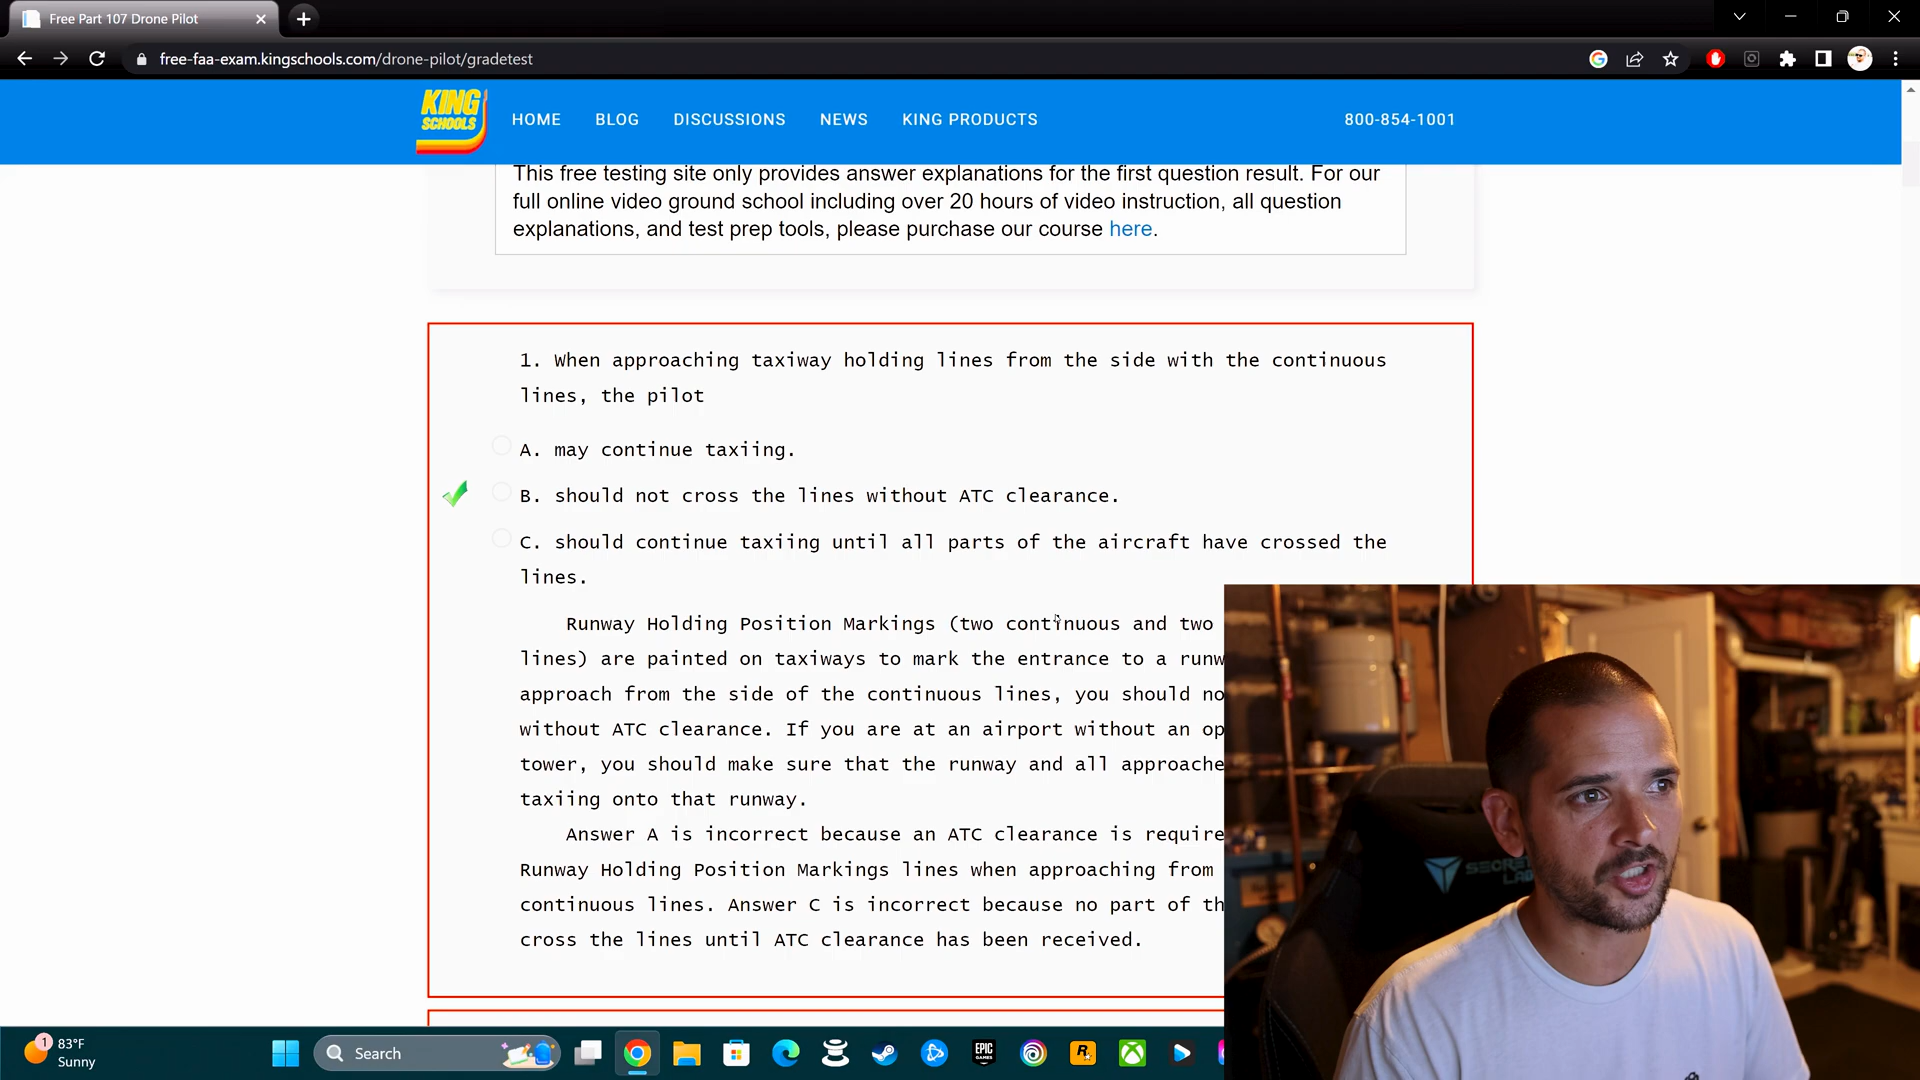 Free Part 107 Drone Pilot
free-faa-exam.kingschools.com/drone-pilot/gradetest
KING
SCHOOLS
HOME
BLOG
DISCUSSIONS
NEWS
KING PRODUCTS
800-854-1001
This free testing site only provides answer explanations for the first question result. For our
full online video ground school including over 20 hours of video instruction, all question
explanations, and test prep tools, please purchase our course here.
1. When approaching taxiway holding lines from the side with the continuous
lines, the pilot
A. may continue taxiing.
B. should not cross the lines without ATC clearance.
C. should continue taxiing until all parts of the aircraft have crossed the
lines.
Runway Holding Position Markings (two continuous and two
lines) are painted on taxiways to mark the entrance to a runw
approach from the side of the continuous lines, you should no
without ATC clearance. If you are at an airport without an op
tower, you should make sure that the runway and all approache
taxiing onto that runway.
Answer A is incorrect because an ATC clearance is require
Runway Holding Position Markings lines when approaching from
continuous lines. Answer C is incorrect because no part of th
cross the lines until ATC clearance has been received.
1
83°F
Sunny
Search
EPIC
GAMES